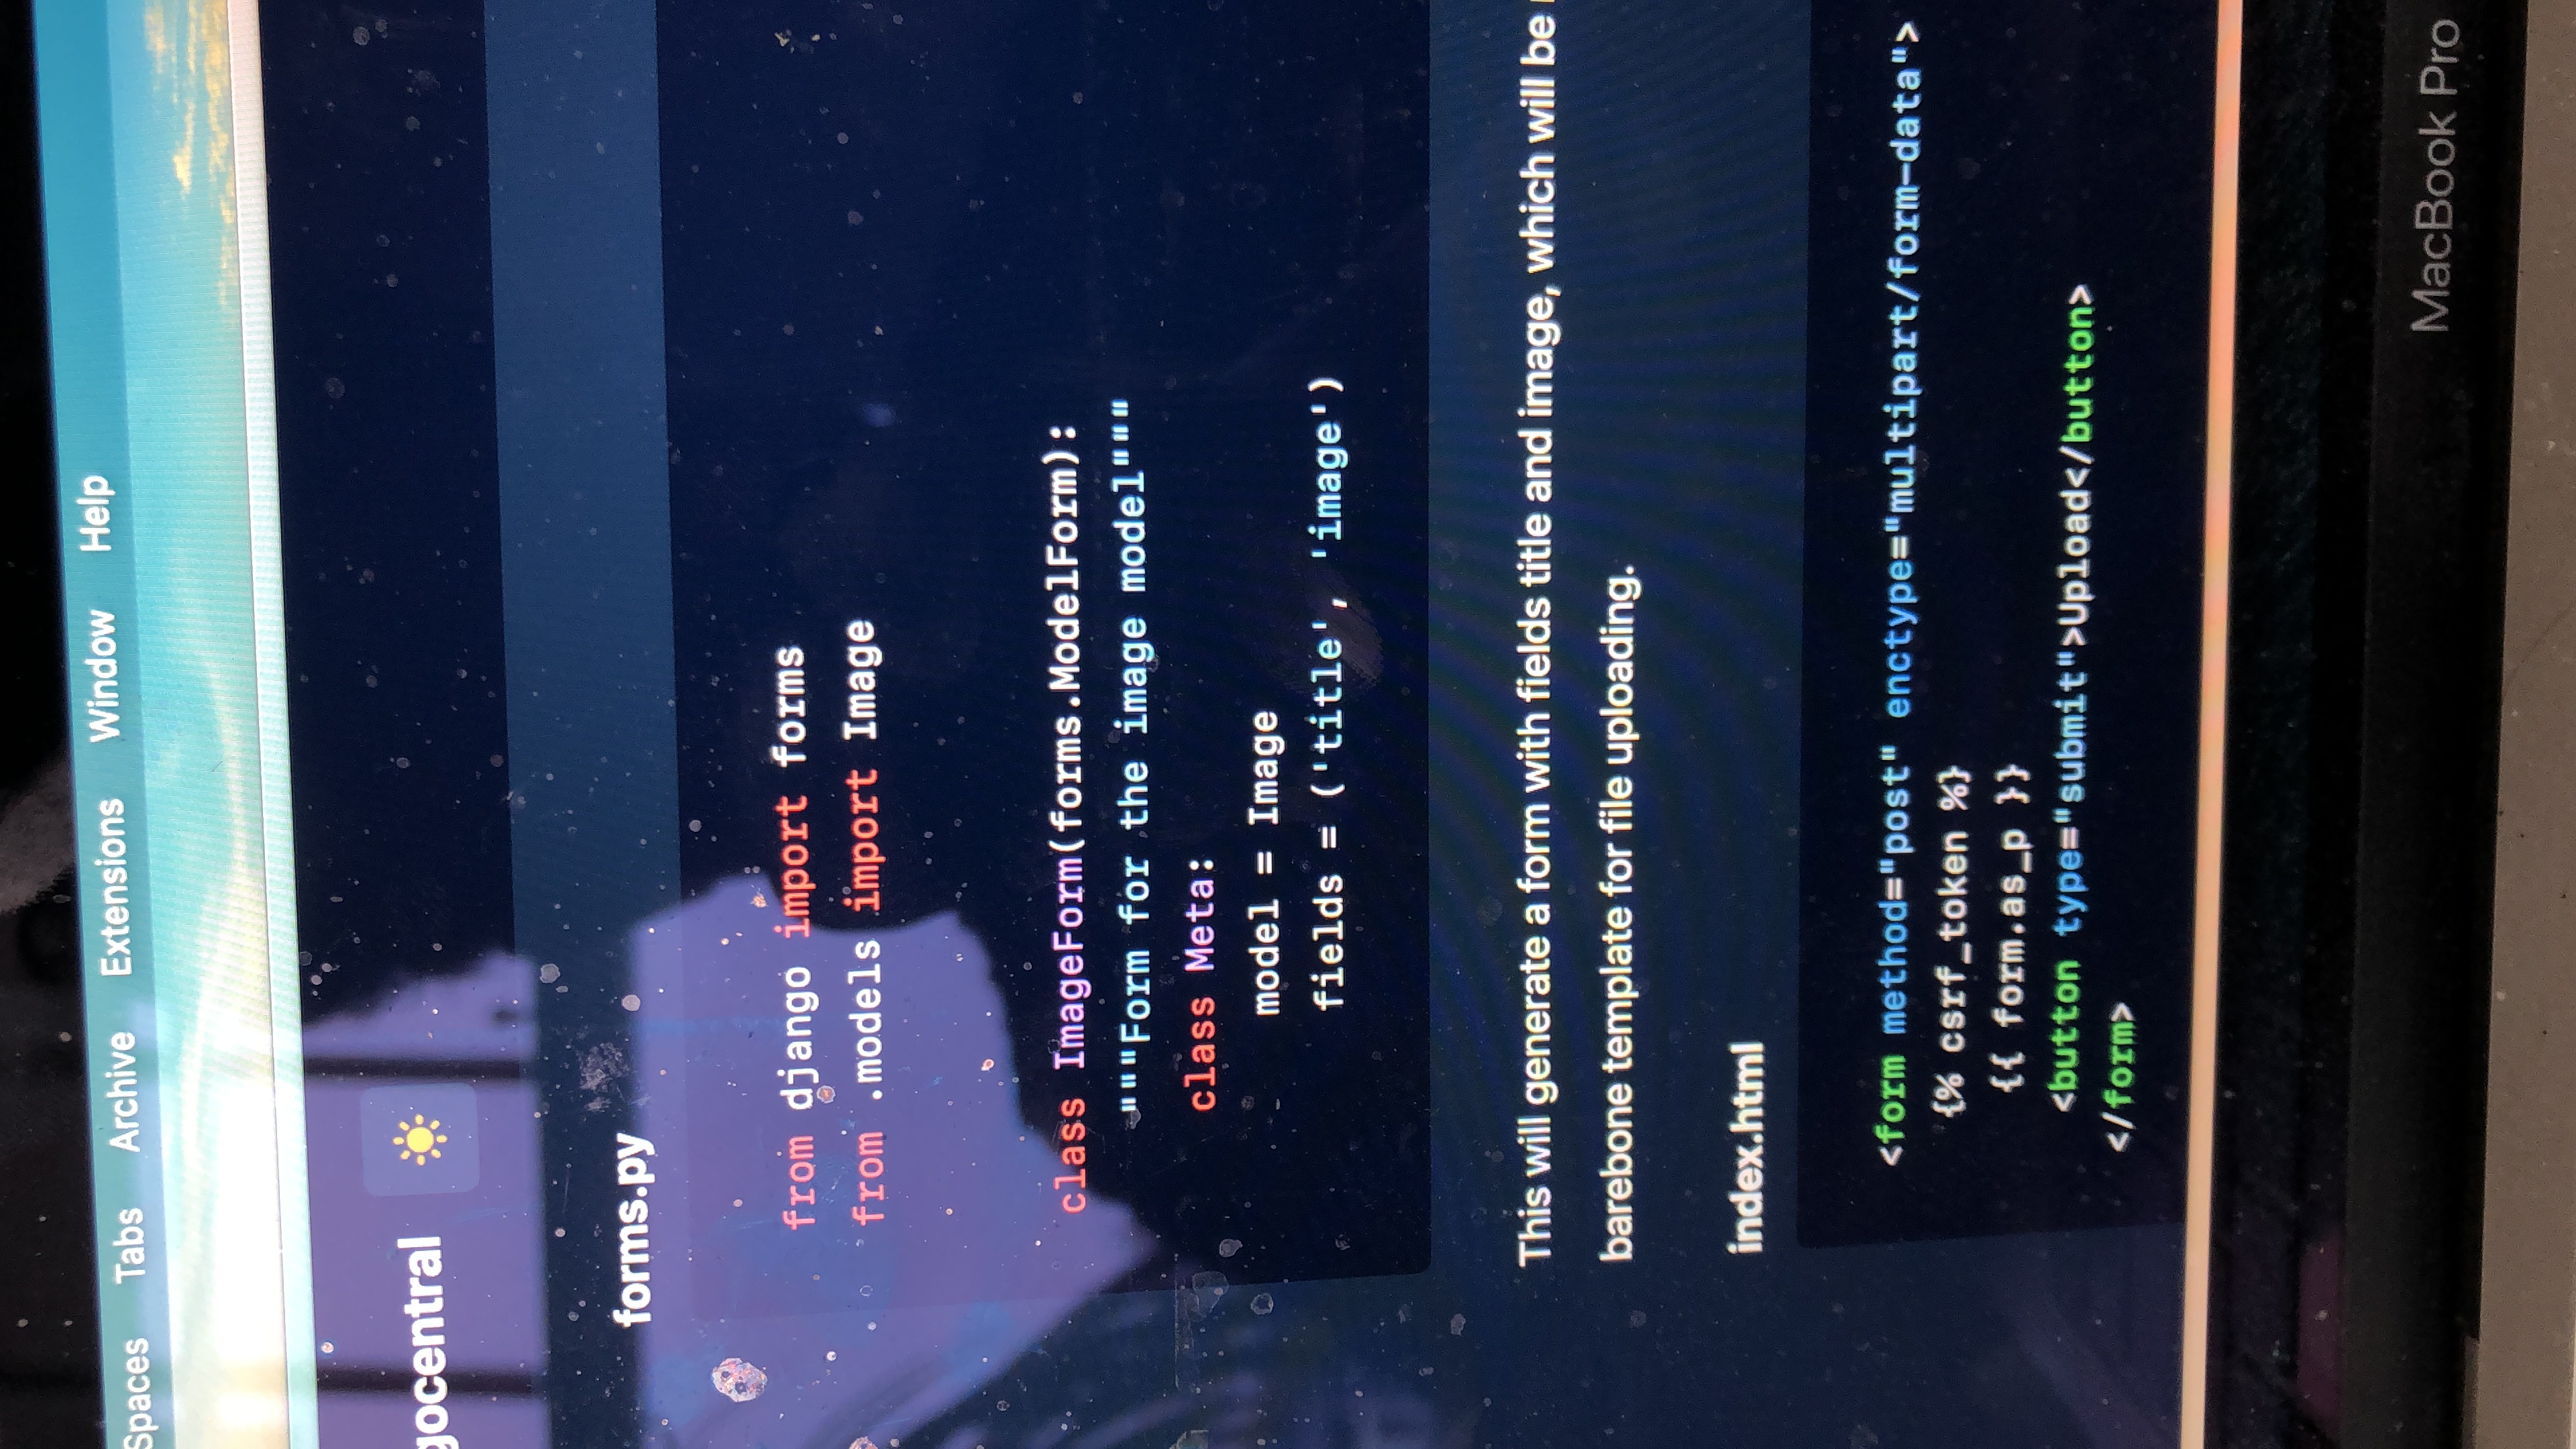 Spaces Tabs Archive Extensions Window Help
gocentral
forms.py
from django import forms
from .models import Image
class ImageForm(forms.ModelForm):
"""Form for the image model"""
class Meta:
model = Image
fields = ('title', 'image')
This will generate a form with fields title and image, which will be
barebone template for file uploading.
index.html
<form method="post" enctype="multipart/form-data">
{% csrf_token %}
{{ form.as_p }}
<button type="submit">Upload</button>
</form>
MacBook Pro